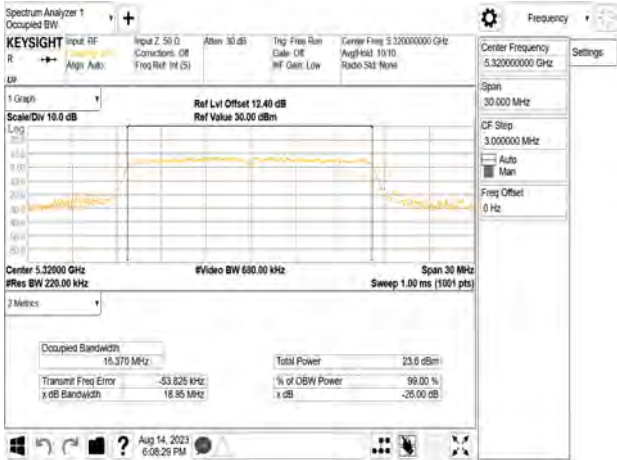 Spectrum Analyzer 1
Occupied BW
Frequency
KEYSIGHT
R
Input: RF
Align: Auto
Input Z: 50 Ω
Corrections: Off
Freq Ref: Int (S)
Atten: 30 dB
Trig: Free Run
Gate: Off
#IF Gain: Low
Center Freq: 5.320000000 GHz
Avg|Hold: 10/10
Radio Std: None
Center Frequency
5.320000000 GHz
Settings
Span
30.000 MHz
CF Step
3.000000 MHz
Auto
Man
Freq Offset
0 Hz
1 Graph
Scale/Div 10.0 dB
Ref Lvl Offset 12.40 dB
Ref Value 30.00 dBm
Log
Center 5.32000 GHz
#Res BW 220.00 kHz
#Video BW 680.00 kHz
Span 30 MHz
Sweep 1.00 ms (1001 pts)
2 Metrics
Occupied Bandwidth
16.370 MHz
Total Power
23.6 dBm
Transmit Freq Error
-53.825 kHz
% of OBW Power
99.00 %
x dB Bandwidth
18.95 MHz
x dB
-26.00 dB
Aug 14, 2023
6:08:29 PM